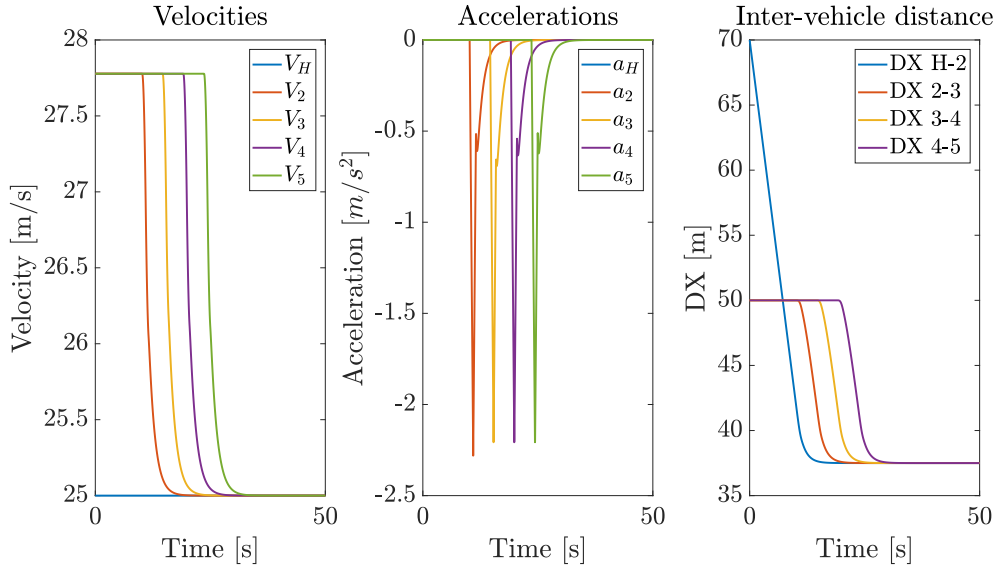 Velocities
28
27.5
27
26.5
26
25.5
25
0
50
Velocity [m/s]
Time [s]
V_H
V_2
V_3
V_4
V_5
Accelerations
0
-0.5
-1
-1.5
-2
-2.5
0
50
Acceleration [m/s^2]
Time [s]
a_H
a_2
a_3
a_4
a_5
Inter-vehicle distance
70
65
60
55
50
45
40
35
0
50
DX [m]
Time [s]
DX H-2
DX 2-3
DX 3-4
DX 4-5